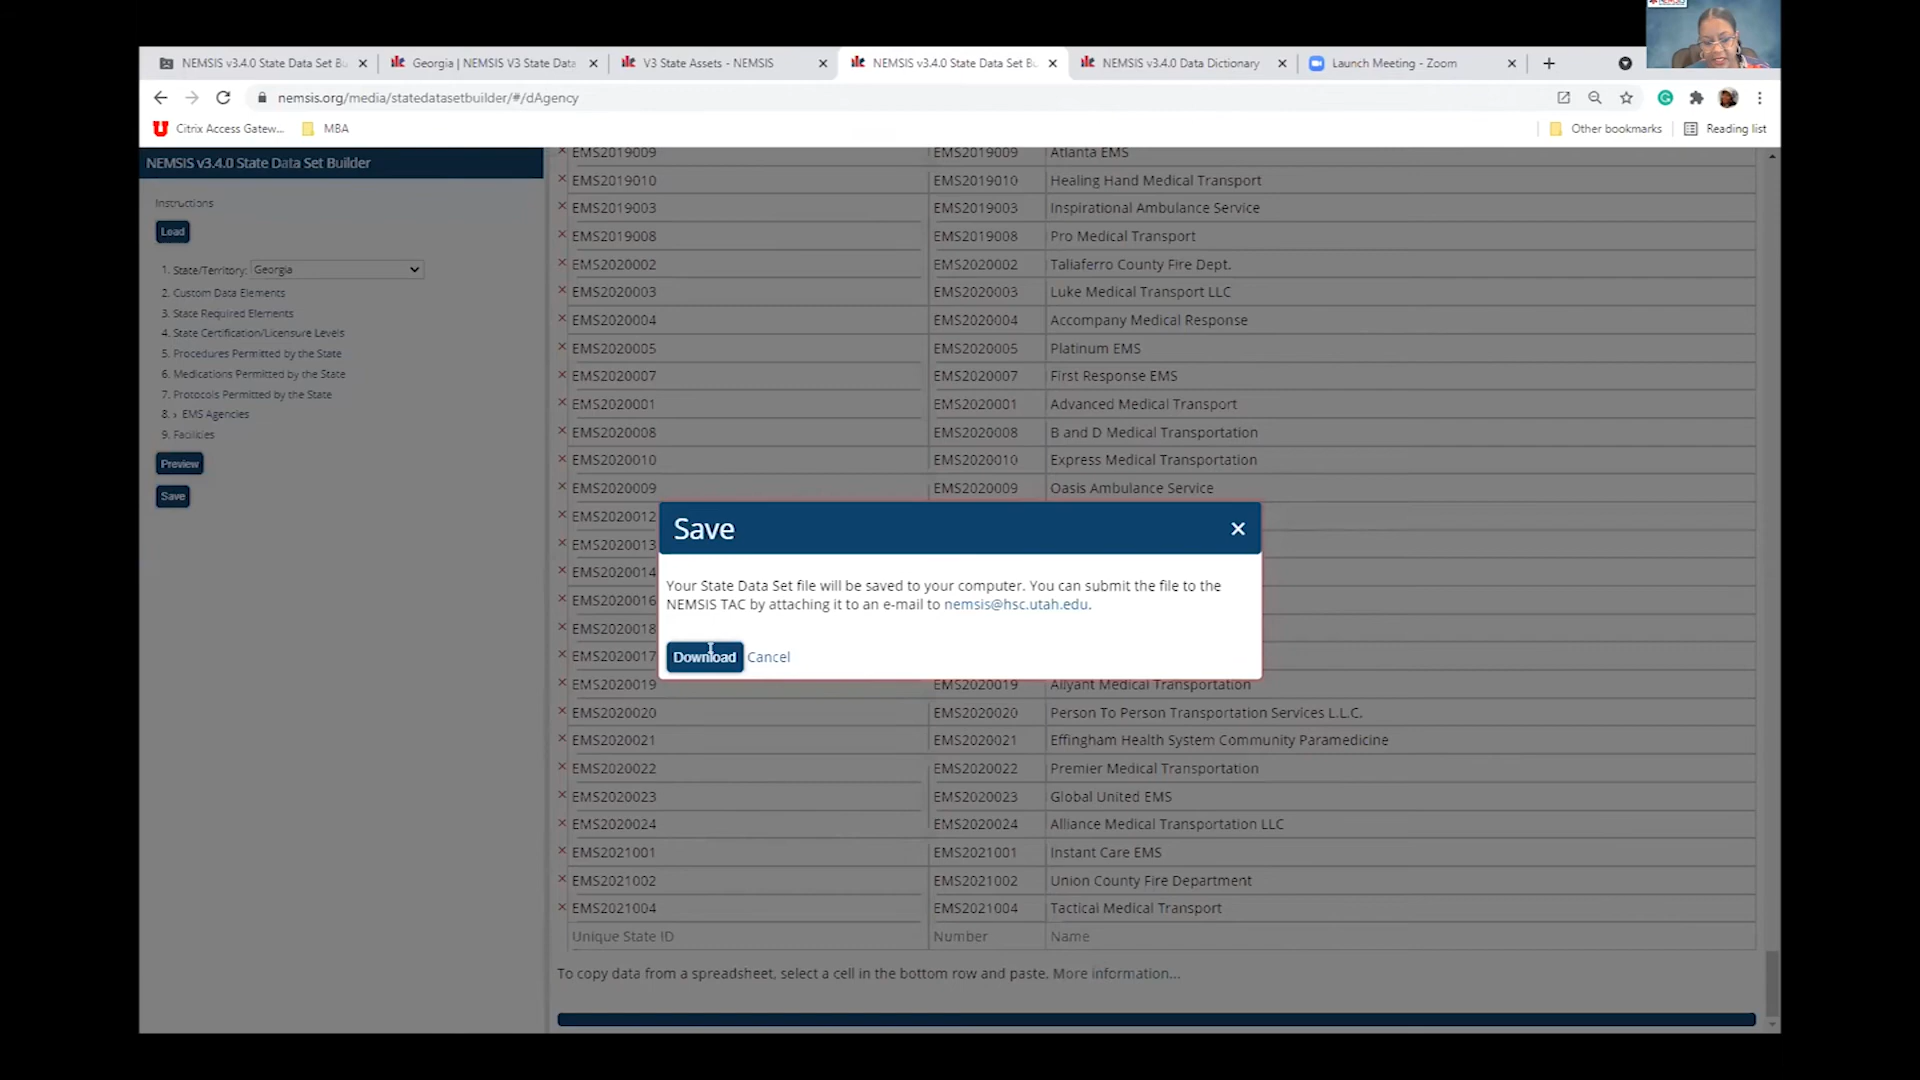 NEMSIS v3.4.0 State Data Set Bu
Georgia | NEMSIS V3 State Data
V3 State Assets - NEMSIS
NEMSIS v3.4.0 State Data Set Bu
NEMSIS v3.4.0 Data Dictionary
Launch Meeting - Zoom
nemsis.org/media/statedatasetbuilder/#/dAgency
Citrix Access Gatew...
MBA
Other bookmarks
Reading list
NEMSIS v3.4.0 State Data Set Builder
Instructions
Load
1. State/Territory: Georgia
2. Custom Data Elements
3. State Required Elements
4. State Certification/Licensure Levels
5. Procedures Permitted by the State
6. Medications Permitted by the State
7. Protocols Permitted by the State
8. › EMS Agencies
9. Facilities
Preview
Save
× EMS2019009 EMS2019009 Atlanta EMS
× EMS2019010 EMS2019010 Healing Hand Medical Transport
× EMS2019003 EMS2019003 Inspirational Ambulance Service
× EMS2019008 EMS2019008 Pro Medical Transport
× EMS2020002 EMS2020002 Taliaferro County Fire Dept.
× EMS2020003 EMS2020003 Luke Medical Transport LLC
× EMS2020004 EMS2020004 Accompany Medical Response
× EMS2020005 EMS2020005 Platinum EMS
× EMS2020007 EMS2020007 First Response EMS
× EMS2020001 EMS2020001 Advanced Medical Transport
× EMS2020008 EMS2020008 B and D Medical Transportation
× EMS2020010 EMS2020010 Express Medical Transportation
× EMS2020009 EMS2020009 Oasis Ambulance Service
× EMS2020012
× EMS2020013
× EMS2020014
× EMS2020016
× EMS2020018
× EMS2020017
Save ×
Your State Data Set file will be saved to your computer. You can submit the file to the
NEMSIS TAC by attaching it to an e-mail to nemsis@hsc.utah.edu.
Download Cancel
× EMS2020019 EMS2020019 Allyant Medical Transportation
× EMS2020020 EMS2020020 Person To Person Transportation Services L.L.C.
× EMS2020021 EMS2020021 Effingham Health System Community Paramedicine
× EMS2020022 EMS2020022 Premier Medical Transportation
× EMS2020023 EMS2020023 Global United EMS
× EMS2020024 EMS2020024 Alliance Medical Transportation LLC
× EMS2021001 EMS2021001 Instant Care EMS
× EMS2021002 EMS2021002 Union County Fire Department
× EMS2021004 EMS2021004 Tactical Medical Transport
Unique State ID Number Name
To copy data from a spreadsheet, select a cell in the bottom row and paste. More information...